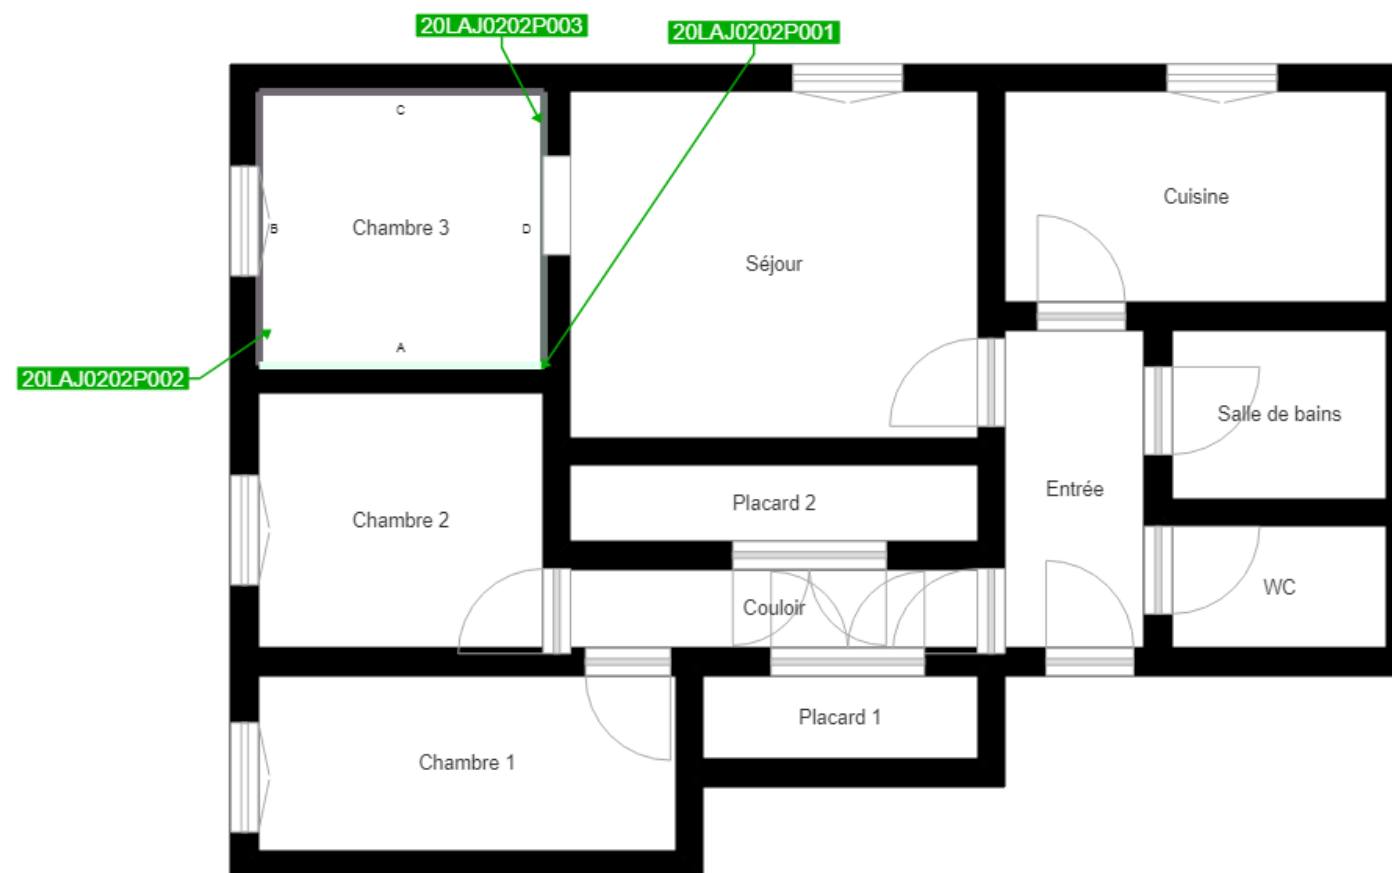 20LAJ0202P003
20LAJ0202P001
C
Chambre 3
B
D
A
20LAJ0202P002
Séjour
Cuisine
Salle de bains
Entrée
Placard 2
Chambre 2
Couloir
WC
Placard 1
Chambre 1